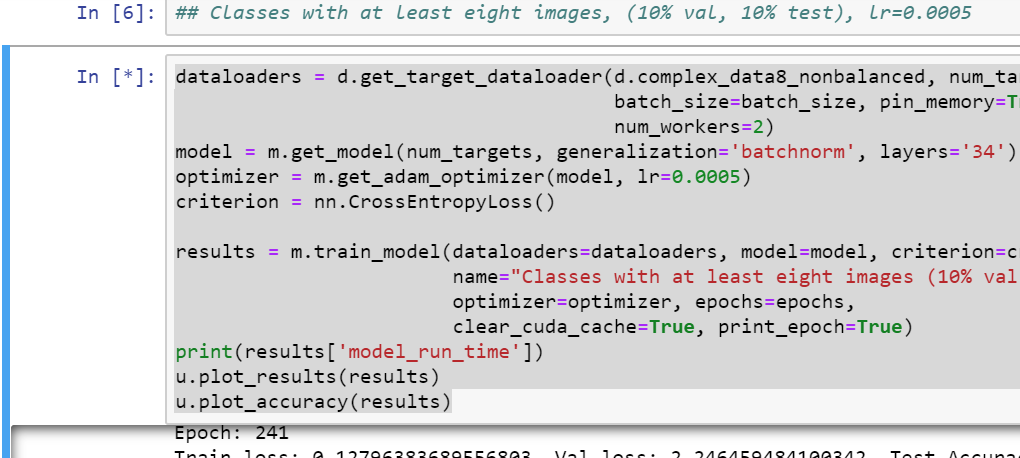 In [6]: ## Classes with at least eight images, (10% val, 10% test), lr=0.0005
In [*]: dataloaders = d.get_target_dataloader(d.complex_data8_nonbalanced, num_ta
batch_size=batch_size, pin_memory=T
num_workers=2)
model = m.get_model(num_targets, generalization='batchnorm', layers='34')
optimizer = m.get_adam_optimizer(model, lr=0.0005)
criterion = nn.CrossEntropyLoss()
results = m.train_model(dataloaders=dataloaders, model=model, criterion=c
name="Classes with at least eight images (10% val
optimizer=optimizer, epochs=epochs,
clear_cuda_cache=True, print_epoch=True)
print(results['model_run_time'])
u.plot_results(results)
u.plot_accuracy(results)
Epoch: 241
Train loss: 0.12796383689556803, Val loss: 2.246459484100342, Test Accura